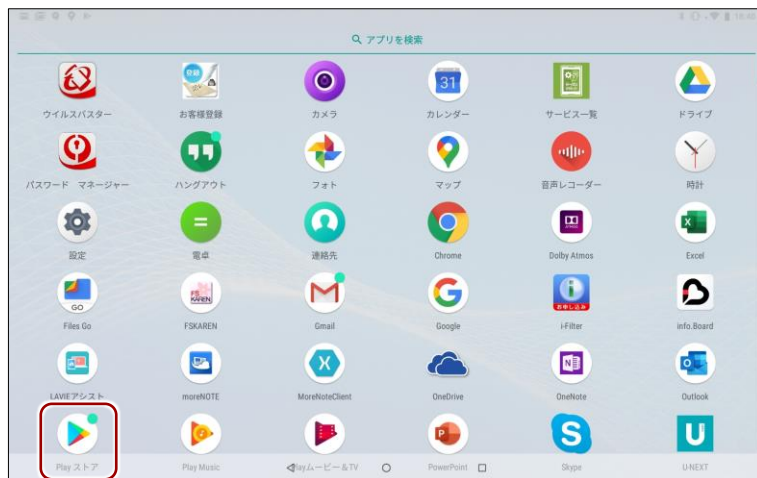 18:40
アプリを検索
ウイルスバスター お客様登録 カメラ カレンダー サービス一覧 ドライブ
パスワード マネージャー ハングアウト フォト マップ 音声レコーダー 時計
設定 電卓 連絡先 Chrome Dolby Atmos Excel
Files Go FSKAREN Gmail Google i-Filter info.Board
LAVIEアシスト moreNOTE MoreNoteClient OneDrive OneNote Outlook
Play ストア Play Music Playムービー & TV PowerPoint Skype U-NEXT